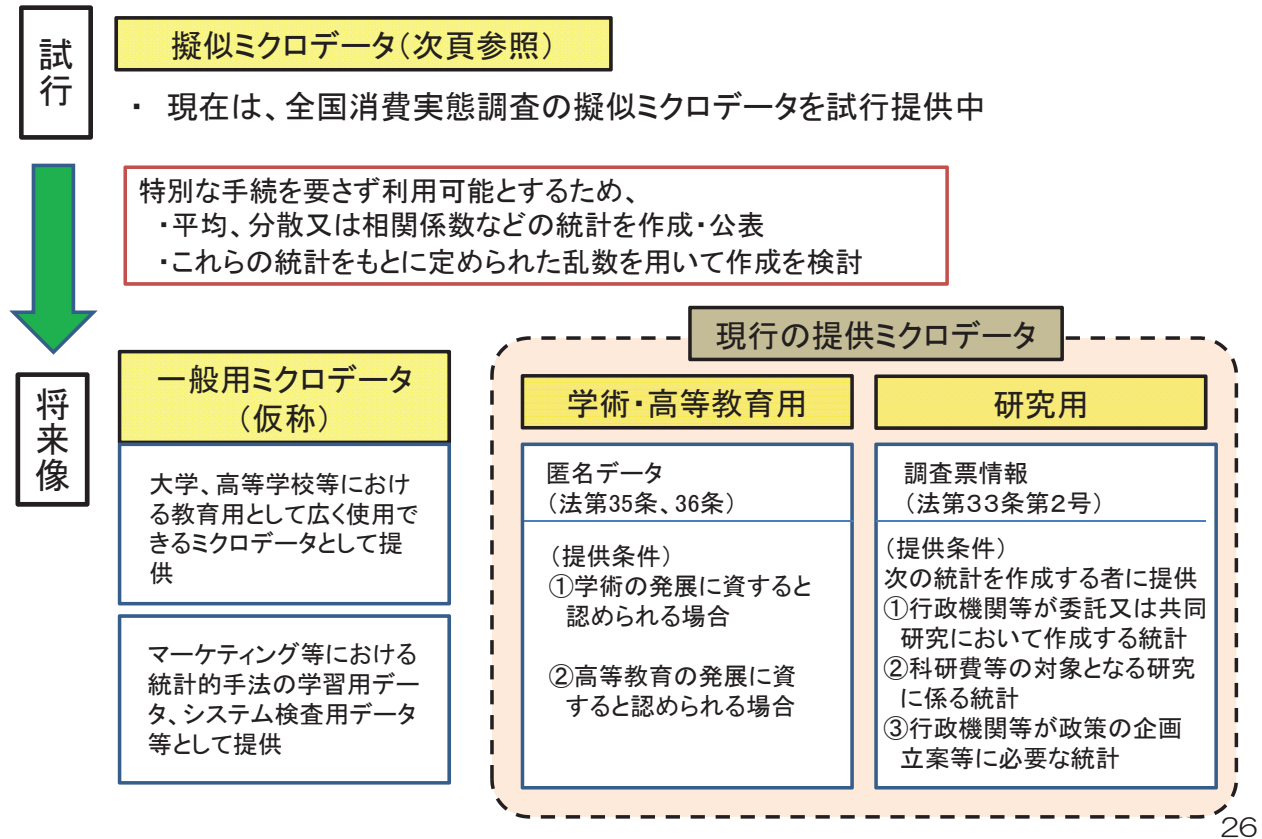 試行
擬似ミクロデータ(次頁参照)
・ 現在は、全国消費実態調査の擬似ミクロデータを試行提供中
特別な手続を要さず利用可能とするため、
・平均、分散又は相関係数などの統計を作成・公表
・これらの統計をもとに定められた乱数を用いて作成を検討
将来像
一般用ミクロデータ
(仮称)
大学、高等学校等におけ
る教育用として広く使用で
きるミクロデータとして提
供
マーケティング等における
統計的手法の学習用デー
タ、システム検査用データ
等として提供
現行の提供ミクロデータ
学術・高等教育用
匿名データ
(法第35条、36条)
(提供条件)
①学術の発展に資すると
認められる場合
②高等教育の発展に資
すると認められる場合
研究用
調査票情報
(法第33条第2号)
(提供条件)
次の統計を作成する者に提供
①行政機関等が委託又は共同
研究において作成する統計
②科研費等の対象となる研究
に係る統計
③行政機関等が政策の企画
立案等に必要な統計
26